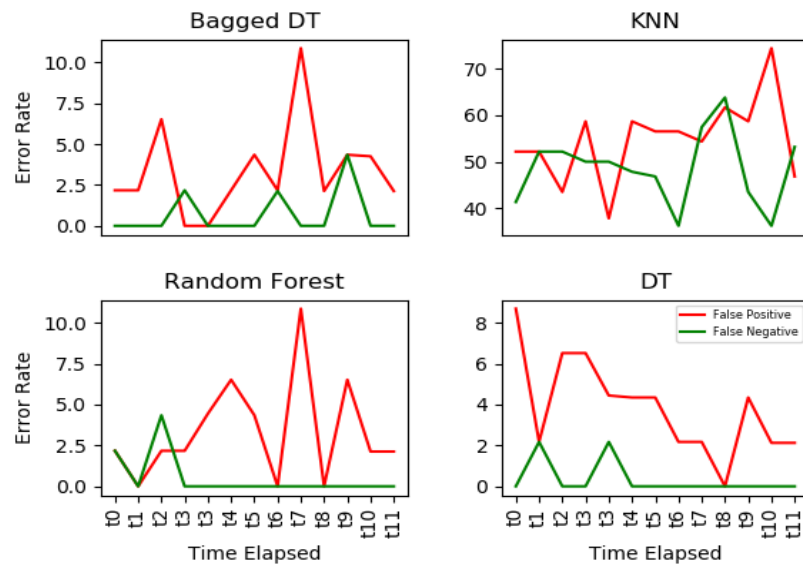 Bagged DT
Error Rate
10.0
7.5
5.0
2.5
0.0
KNN
70
60
50
40
Random Forest
Error Rate
10.0
7.5
5.0
2.5
0.0
t0 t1 t2 t3 t3 t4 t5 t6 t7 t8 t9 t10 t11
Time Elapsed
DT
8
6
4
2
0
False Positive
False Negative
t0 t1 t2 t3 t3 t4 t5 t6 t7 t8 t9 t10 t11
Time Elapsed